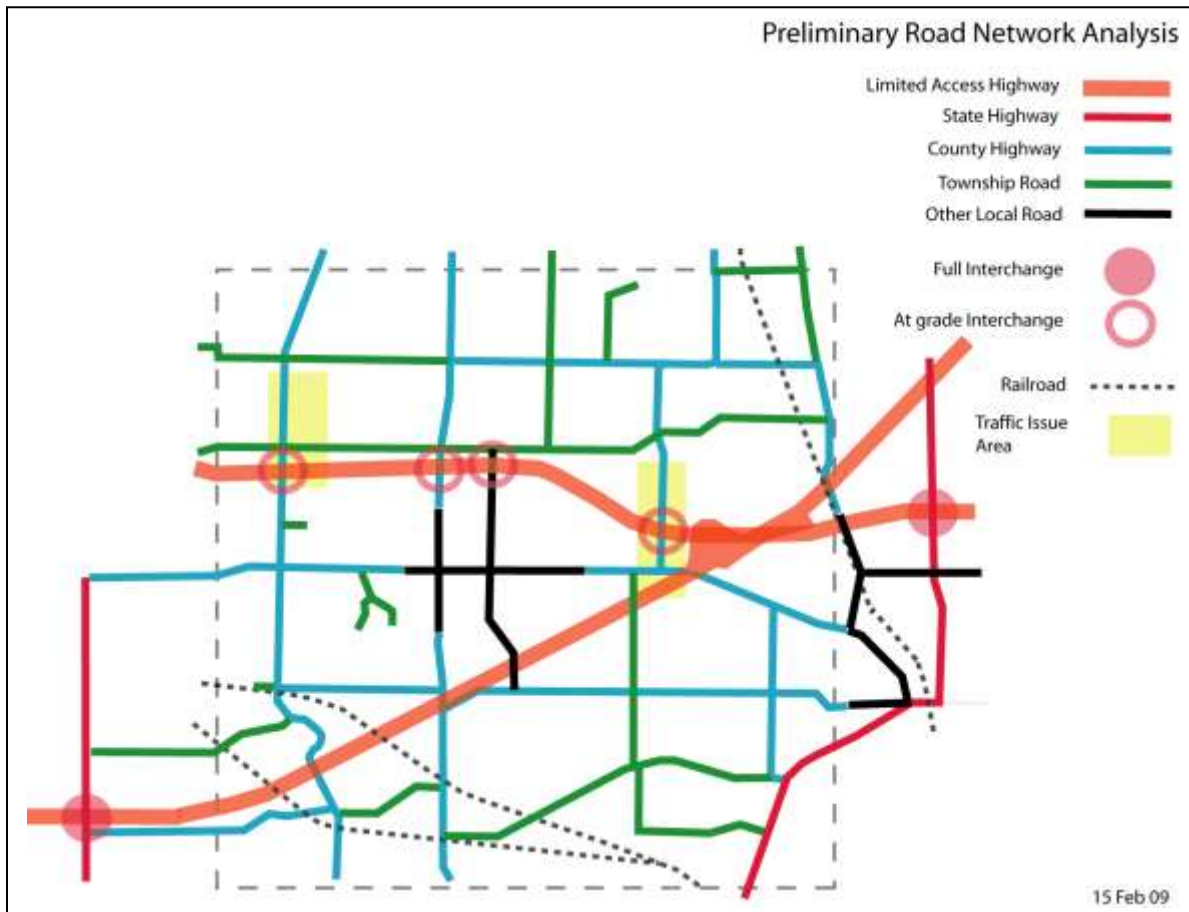 Preliminary Road Network Analysis
Limited Access Highway
State Highway
County Highway
Township Road
Other Local Road
Full Interchange
At grade Interchange
Railroad
Traffic Issue
Area
15 Feb 09